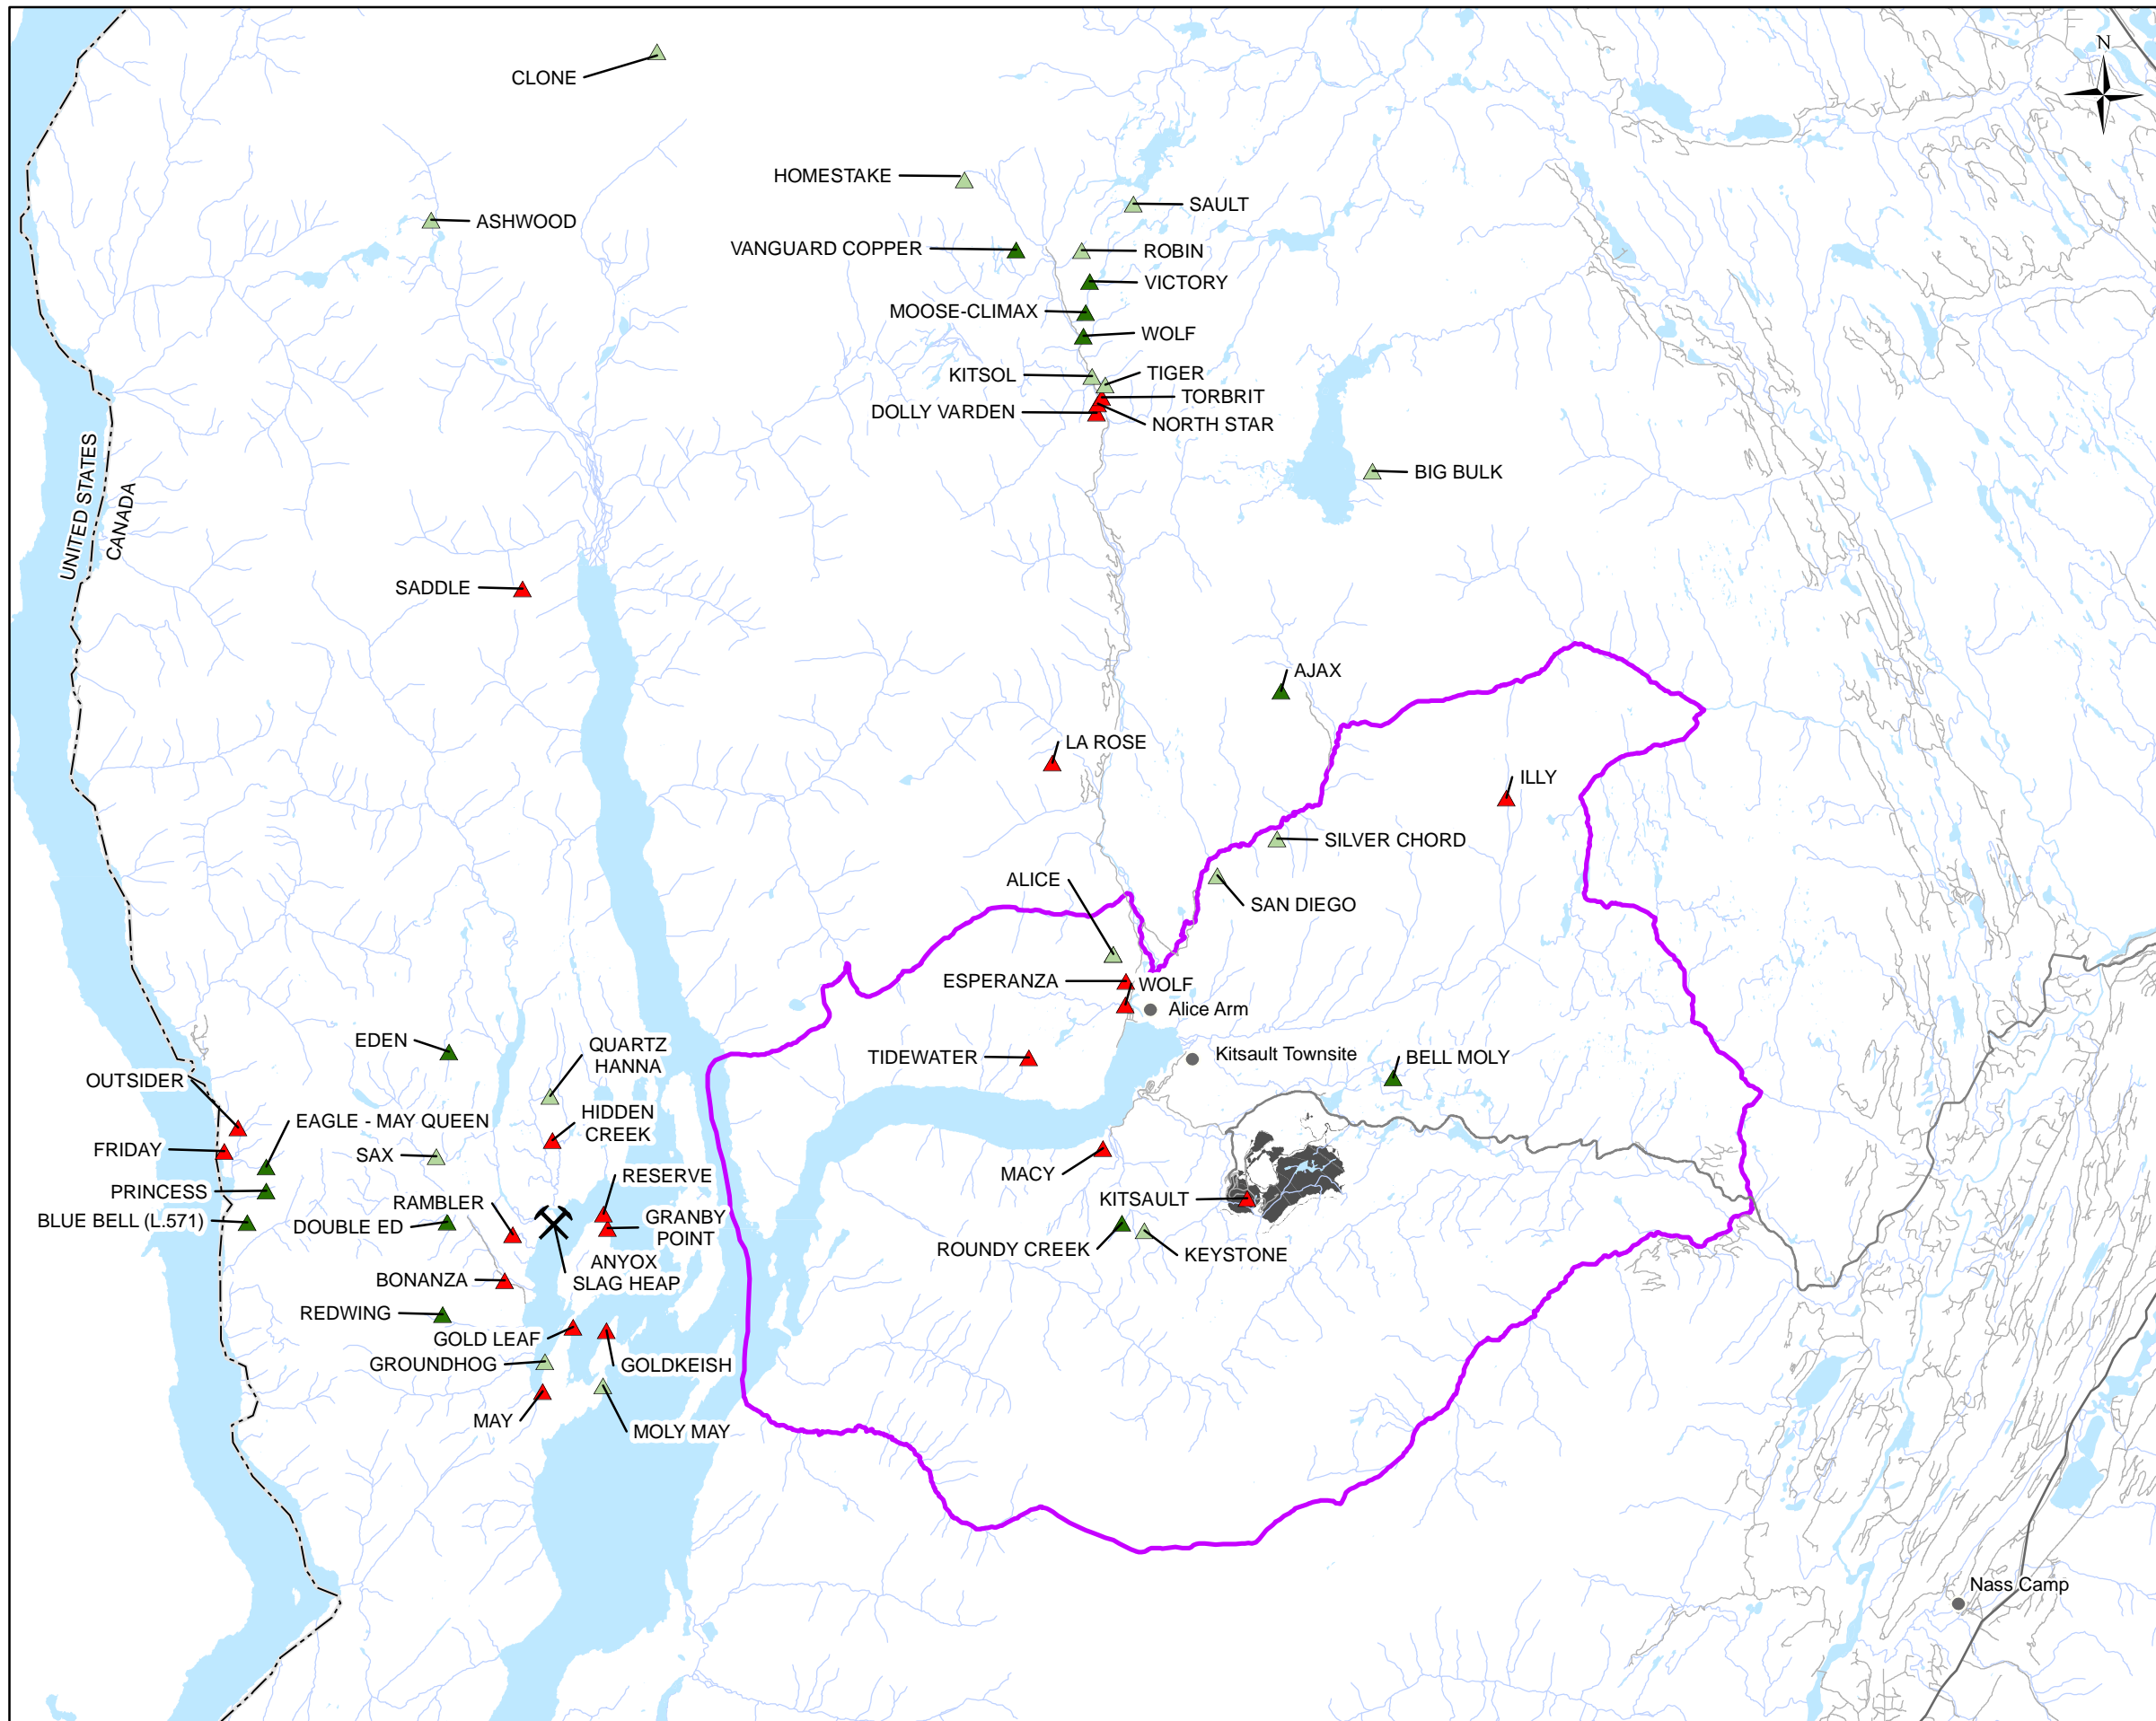 N
CLONE
HOMESTAKE
SAULT
ASHWOOD
VANGUARD COPPER
ROBIN
VICTORY
MOOSE-CLIMAX
WOLF
KITSOL
TIGER
TORBRIT
DOLLY VARDEN
NORTH STAR
BIG BULK
UNITED STATES
CANADA
SADDLE
AJAX
LA ROSE
ILLY
SILVER CHORD
ALICE
SAN DIEGO
ESPERANZA
WOLF
Alice Arm
EDEN
QUARTZ
HANNA
TIDEWATER
Kitsault Townsite
BELL MOLY
OUTSIDER
EAGLE - MAY QUEEN
HIDDEN
CREEK
FRIDAY
SAX
RESERVE
MACY
PRINCESS
RAMBLER
KITSAULT
BLUE BELL (L.571)
DOUBLE ED
GRANBY
POINT
ROUNDY CREEK
KEYSTONE
ANYOX
SLAG HEAP
BONANZA
REDWING
GOLD LEAF
GROUNDHOG
GOLDKEISH
MAY
MOLY MAY
Nass Camp